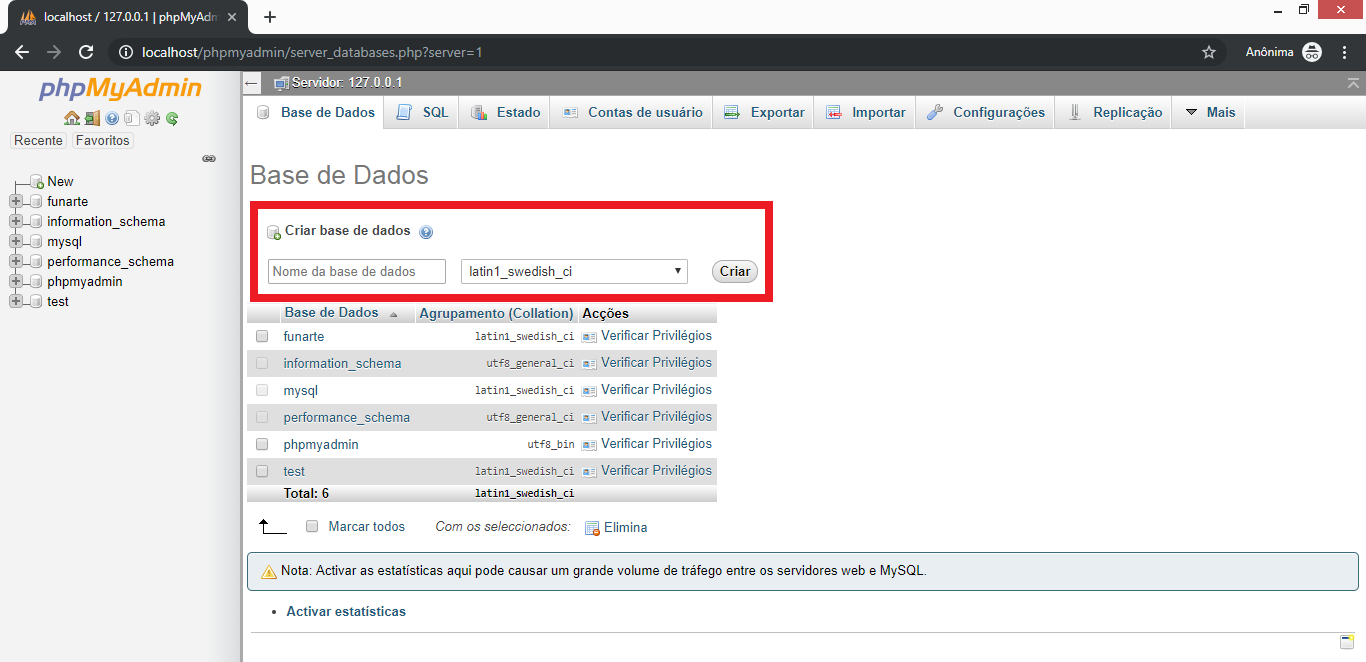 localhost / 127.0.0.1 | phpMyAdm
localhost/phpmyadmin/server_databases.php?server=1
Anônima
phpMyAdmin
Recente Favoritos
New
funarte
information_schema
mysql
performance_schema
phpmyadmin
test
Servidor: 127.0.0.1
Base de Dados SQL Estado Contas de usuário Exportar Importar Configurações Replicação Mais
Base de Dados
Criar base de dados
Nome da base de dados latin1_swedish_ci Criar
Base de Dados Agrupamento (Collation) Acções
funarte latin1_swedish_ci Verificar Privilégios
information_schema utf8_general_ci Verificar Privilégios
mysql latin1_swedish_ci Verificar Privilégios
performance_schema utf8_general_ci Verificar Privilégios
phpmyadmin utf8_bin Verificar Privilégios
test latin1_swedish_ci Verificar Privilégios
Total: 6 latin1_swedish_ci
Marcar todos Com os seleccionados: Elimina
Nota: Activar as estatísticas aqui pode causar um grande volume de tráfego entre os servidores web e MySQL.
• Activar estatísticas